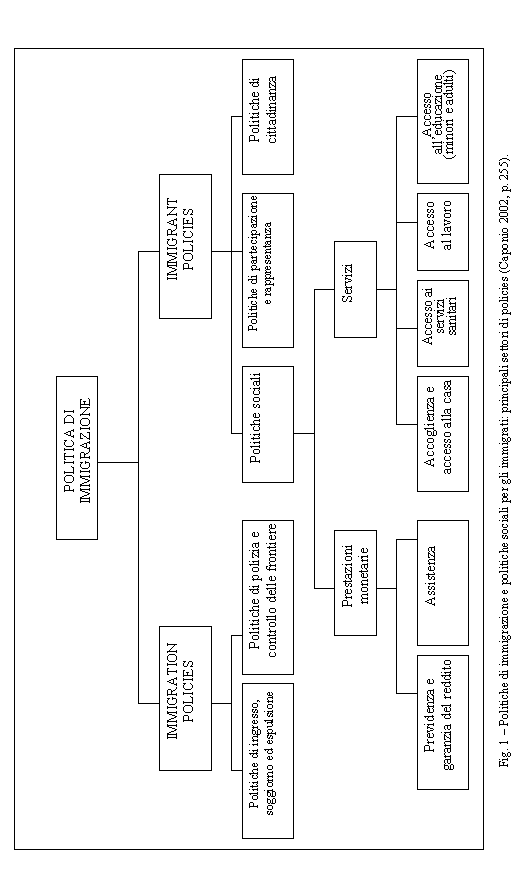 POLITICA DI
IMMIGRAZIONE
IMMIGRATION
POLICIES
IMMIGRANT
POLICIES
Politiche di ingresso,
soggiorno ed espulsione
Politiche di polizia e
controllo delle frontiere
Politiche sociali
Politiche di partecipazione
e rappresentanza
Politiche di
cittadinanza
Prestazioni
monetarie
Servizi
Previdenza e
garanzia del reddito
Assistenza
Accoglienza e
accesso alla casa
Accesso ai
servizi
sanitari
Accesso
al lavoro
Accesso
all'educazione
(minori e adulti)
Fig. 1 – Politiche di immigrazione e politiche sociali per gli immigrati: principali settori di policies (Caponio 2002, p. 255).